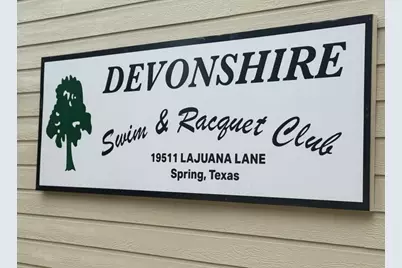 DEVONSHIRE
Swim & Racquet Club
19511 LAJUANA LANE
Spring, Texas